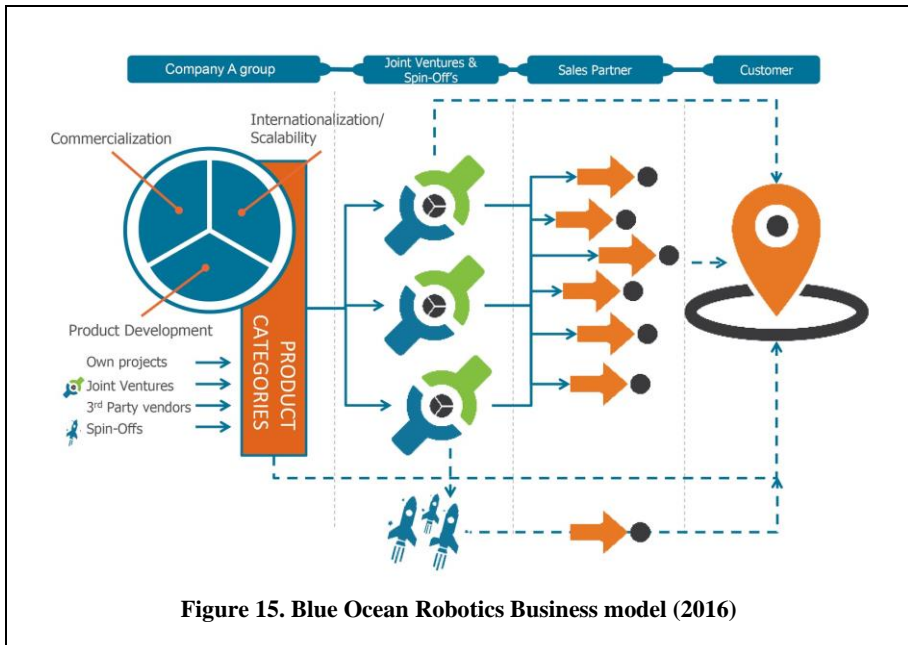 Company A group
Joint Ventures &
Spin-Off's
Sales Partner
Customer
Internationalization/
Scalability
Commercialization
Product Development
Own projects
Joint Ventures
3rd Party vendors
Spin-Offs
PRODUCT
CATEGORIES
Figure 15. Blue Ocean Robotics Business model (2016)